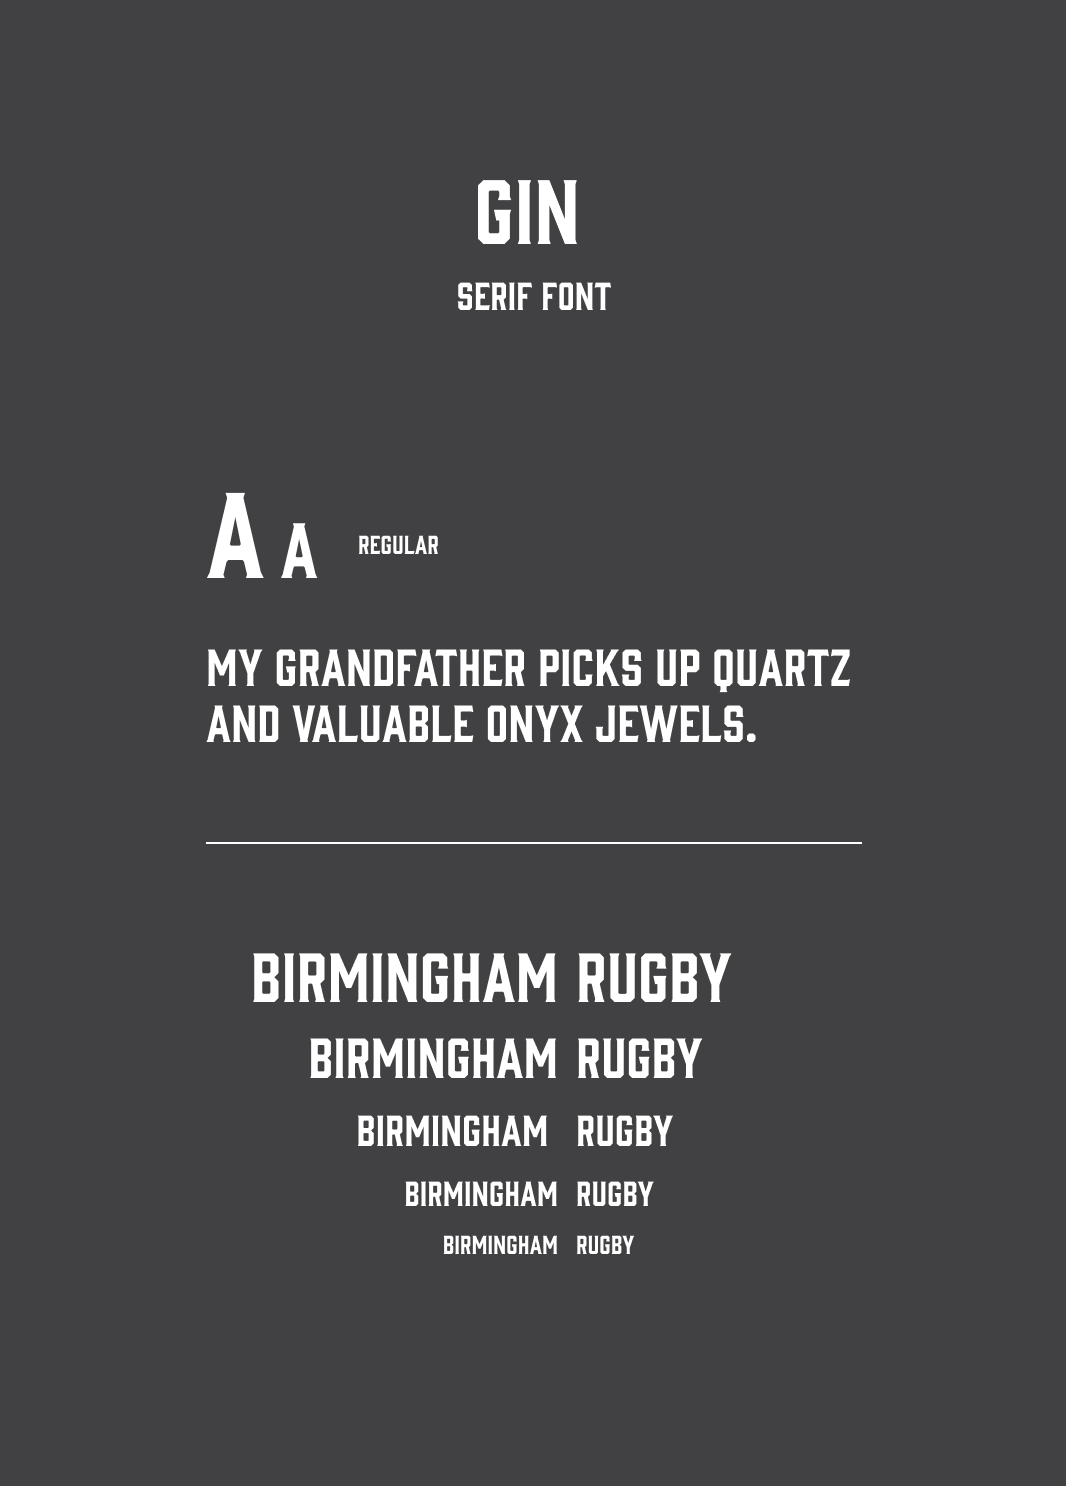 GIN
SERIF FONT
A A REGULAR
MY GRANDFATHER PICKS UP QUARTZ
AND VALUABLE ONYX JEWELS.
BIRMINGHAM RUGBY
BIRMINGHAM RUGBY
BIRMINGHAM RUGBY
BIRMINGHAM RUGBY
BIRMINGHAM RUGBY